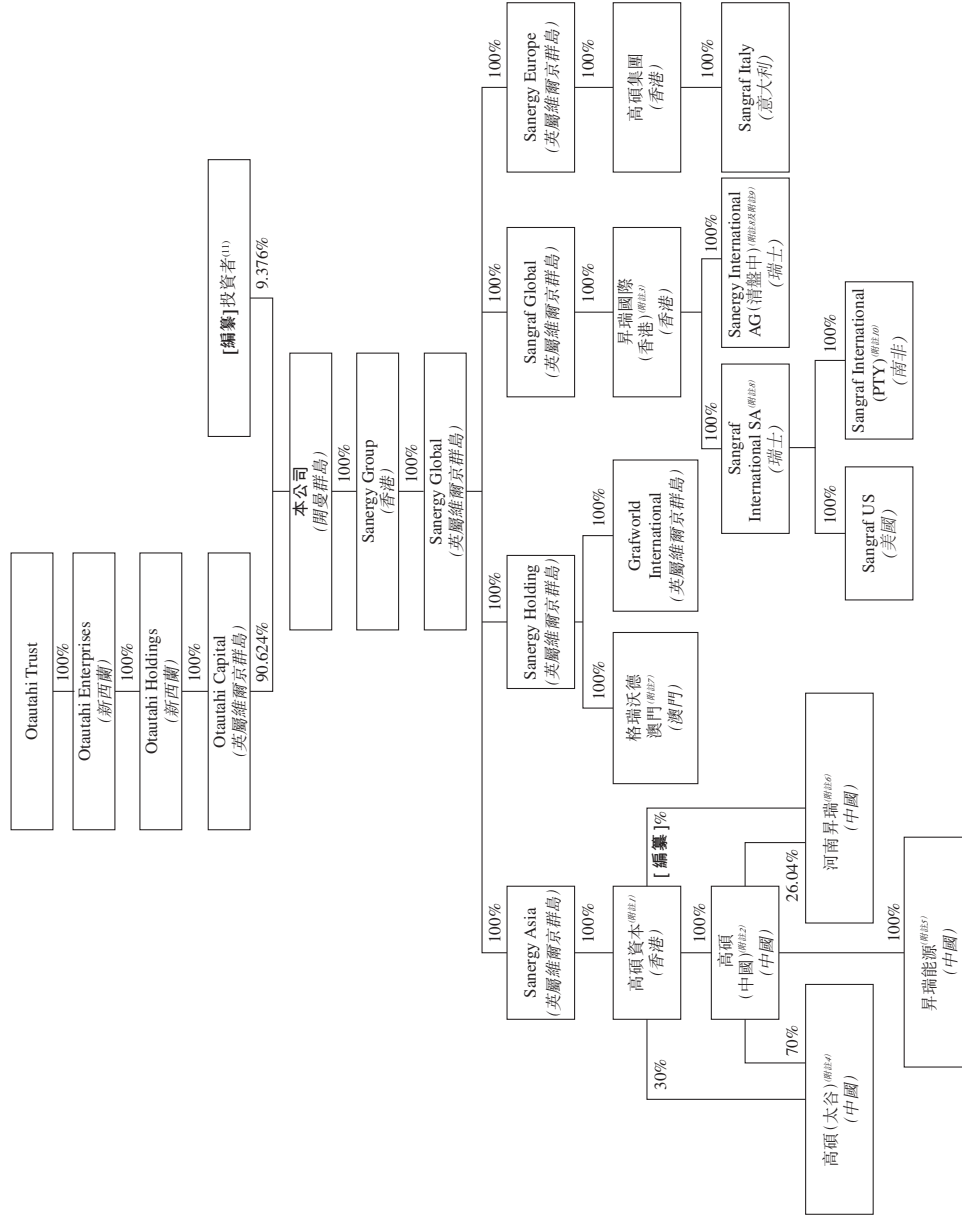 Otautahi Trust
100%
Otautahi Enterprises
(新西蘭)
100%
Otautahi Holdings
(新西蘭)
100%
Otautahi Capital
(英屬維爾京群島)
90.624%
[編纂]投資者(11)
9.376%
本公司
(開曼群島)
100%
Sanergy Group
(香港)
100%
Sanergy Global
(英屬維爾京群島)
100%
Sanergy Asia
(英屬維爾京群島)
100%
高碩資本(附註1)
(香港)
[編纂]%
30%
100%
高碩
(中國)(附註2)
(中國)
70%
26.04%
高碩(太谷)(附註4)
(中國)
河南昇瑞(附註6)
(中國)
100%
昇瑞能源(附註5)
(中國)
100%
Sanergy Holding
(英屬維爾京群島)
100%
100%
格瑞沃德
澳門(附註7)
(澳門)
Grafworld
International
(英屬維爾京群島)
100%
Sangraf Global
(英屬維爾京群島)
100%
昇瑞國際
(香港)(附註3)
(香港)
100%
100%
Sangraf
International SA(附註8)
(瑞士)
Sanergy International
AG(清盤中)(附註8及附註9)
(瑞士)
100%
100%
Sangraf US
(美國)
Sangraf International
(PTY)(附註10)
(南非)
100%
Sanergy Europe
(英屬維爾京群島)
100%
高碩集團
(香港)
100%
Sangraf Italy
(意大利)